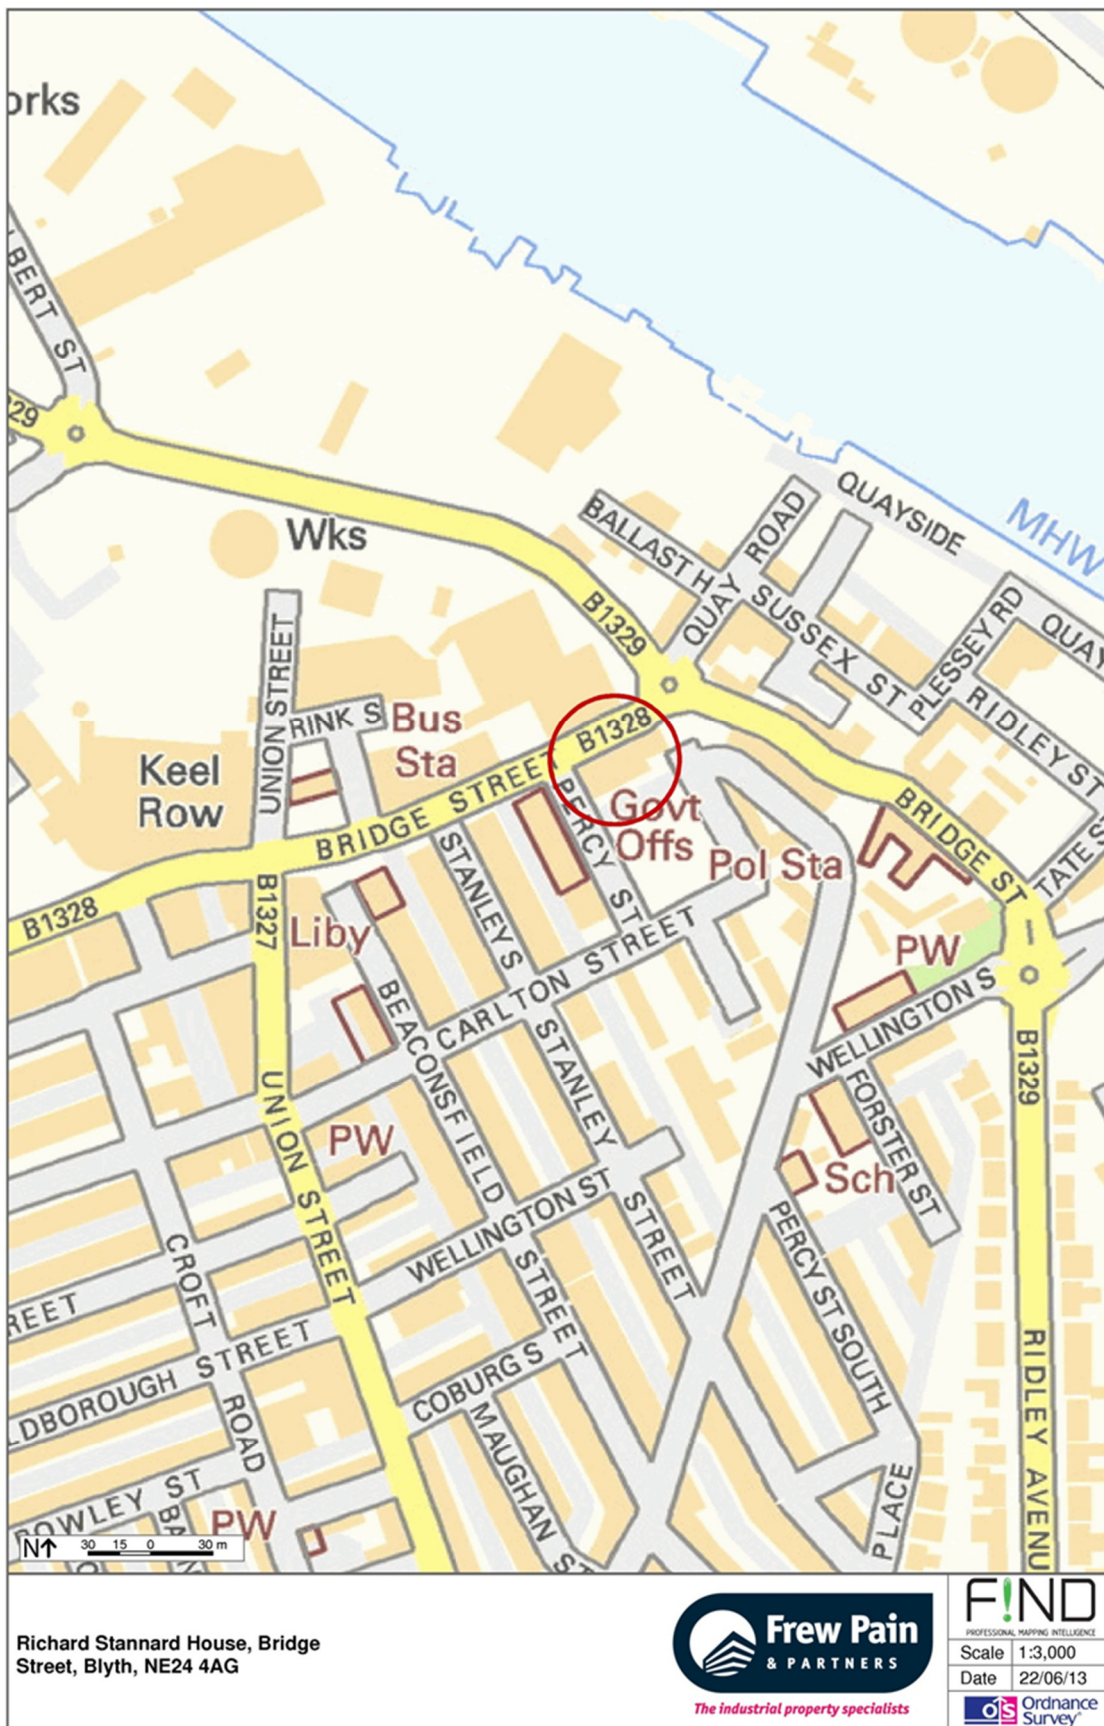 orks
LBERT ST
329
Wks
QUAYSIDE
MHW
BALLAST H
QUAY ROAD
SUSSEX ST
PLESSEY RD
QUAY
RIDLEY ST
B1329
UNION STREET
RINK S
Bus
Sta
Keel
Row
B1328
BRIDGE STREET
PERCY ST
Govt
Offs
Pol Sta
BRIDGE ST
TATE S
B1328
B1327
Liby
STANLEY S
CARLTON STREET
PW
WELLINGTON S
B1329
BEACONSFIELD STREET
STANLEY STREET
FORSTER ST
Sch
PW
UNION STREET
WELLINGTON ST
PERCY ST SOUTH
CROFT ROAD
REET
LDBOROUGH STREET
COBURG S
MAUGHAN ST
RIDLEY AVENU
PLACE
BOWLEY ST
PW
N 30 15 0 30 m
Richard Stannard House, Bridge
Street, Blyth, NE24 4AG
Frew Pain
& PARTNERS
The industrial property specialists
F!ND
PROFESSIONAL MAPPING INTELLIGENCE
Scale 1:3,000
Date 22/06/13
os Ordnance
Survey®